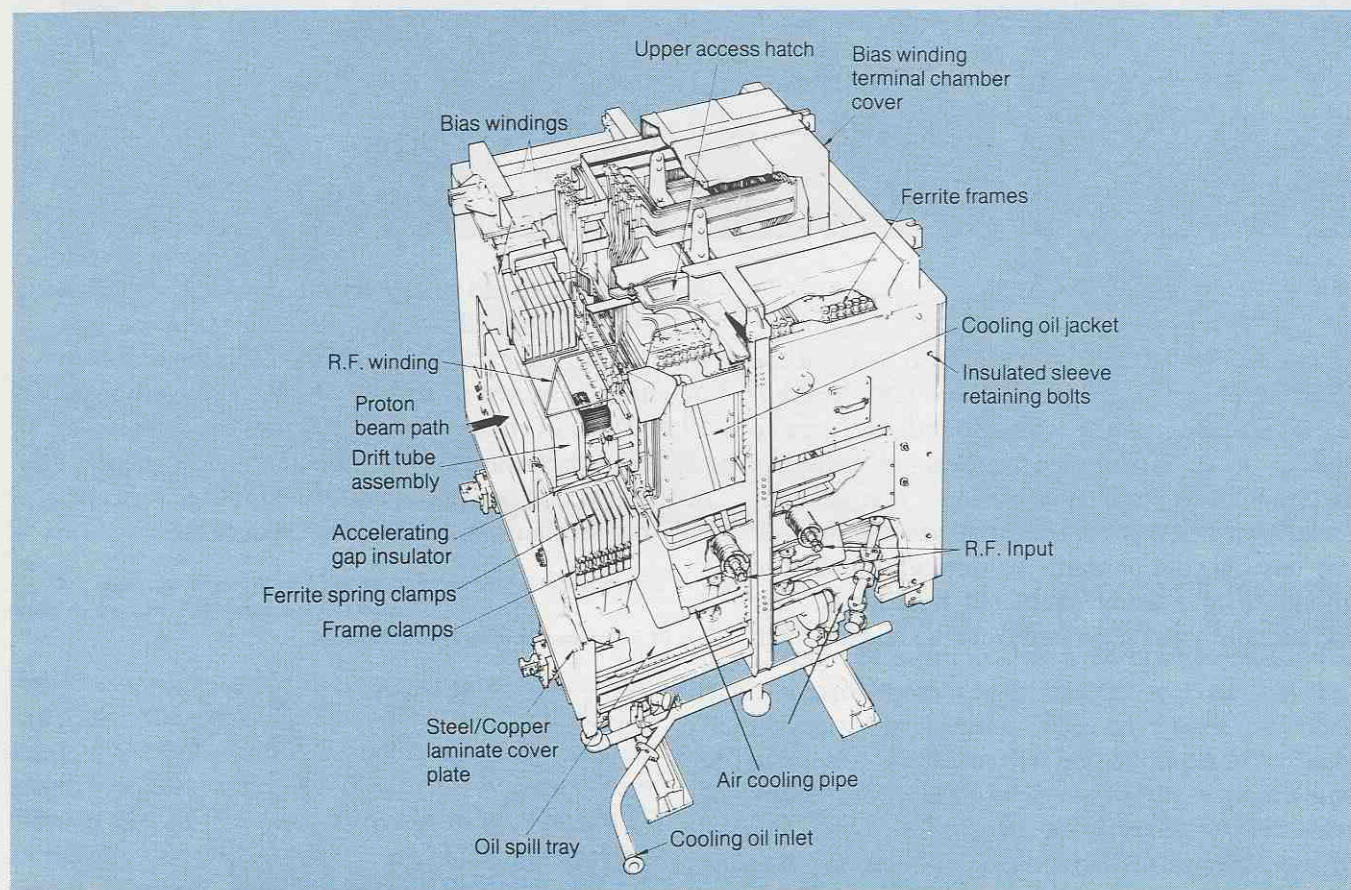 Upper access hatch
Bias winding
terminal chamber
cover
Bias windings
Ferrite frames
Cooling oil jacket
R.F. winding
Insulated sleeve
retaining bolts
Proton
beam path
Drift tube
assembly
Accelerating
gap insulator
R.F. Input
Ferrite spring clamps
Frame clamps
Steel/Copper
laminate cover
plate
Air cooling pipe
Oil spill tray
Cooling oil inlet